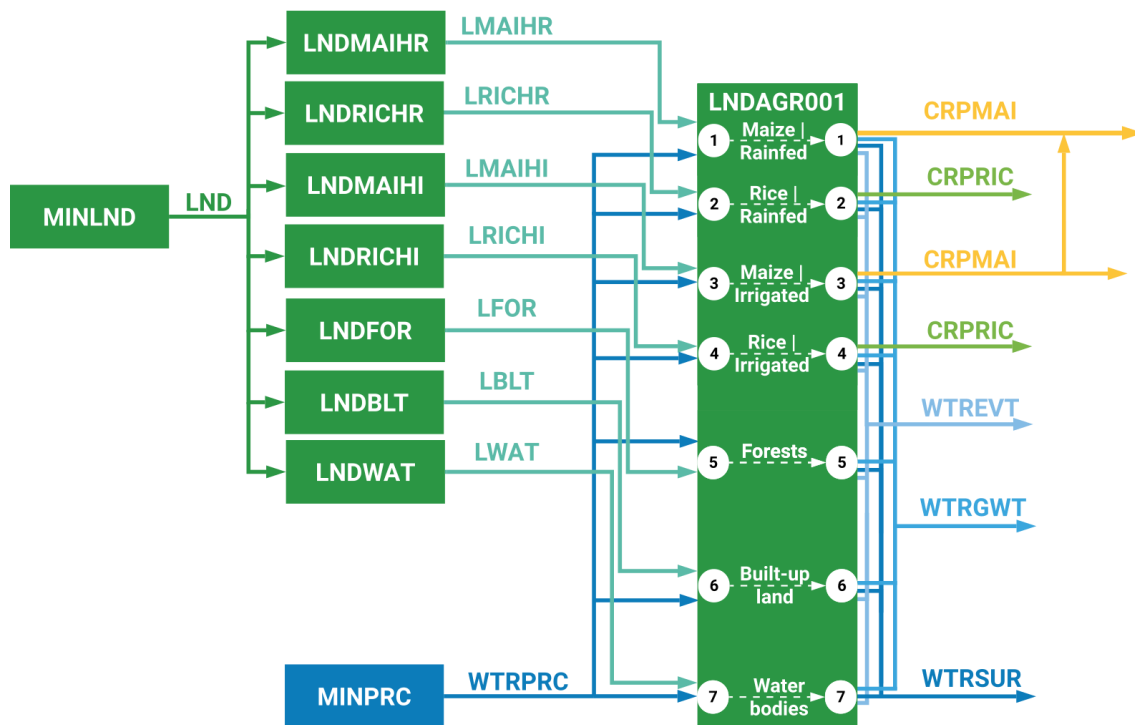 MINLND
LND
LNDMAIHR
LNDRICHR
LNDMAIHI
LNDRICHI
LNDFOR
LNDBLT
LNDWAT
MINPRC
LMAIHR
LRICHR
LMAIHI
LRICHI
LFOR
LBLT
LWAT
WTRPRC
LNDAGR001
1 Maize | 1
Rainfed
2 Rice | 2
Rainfed
3 Maize | 3
Irrigated
4 Rice | 4
Irrigated
5 Forests 5
6 Built-up 6
land
7 Water 7
bodies
CRPMAI
CRPRIC
CRPMAI
CRPRIC
WTREVT
WTRGWT
WTRSUR